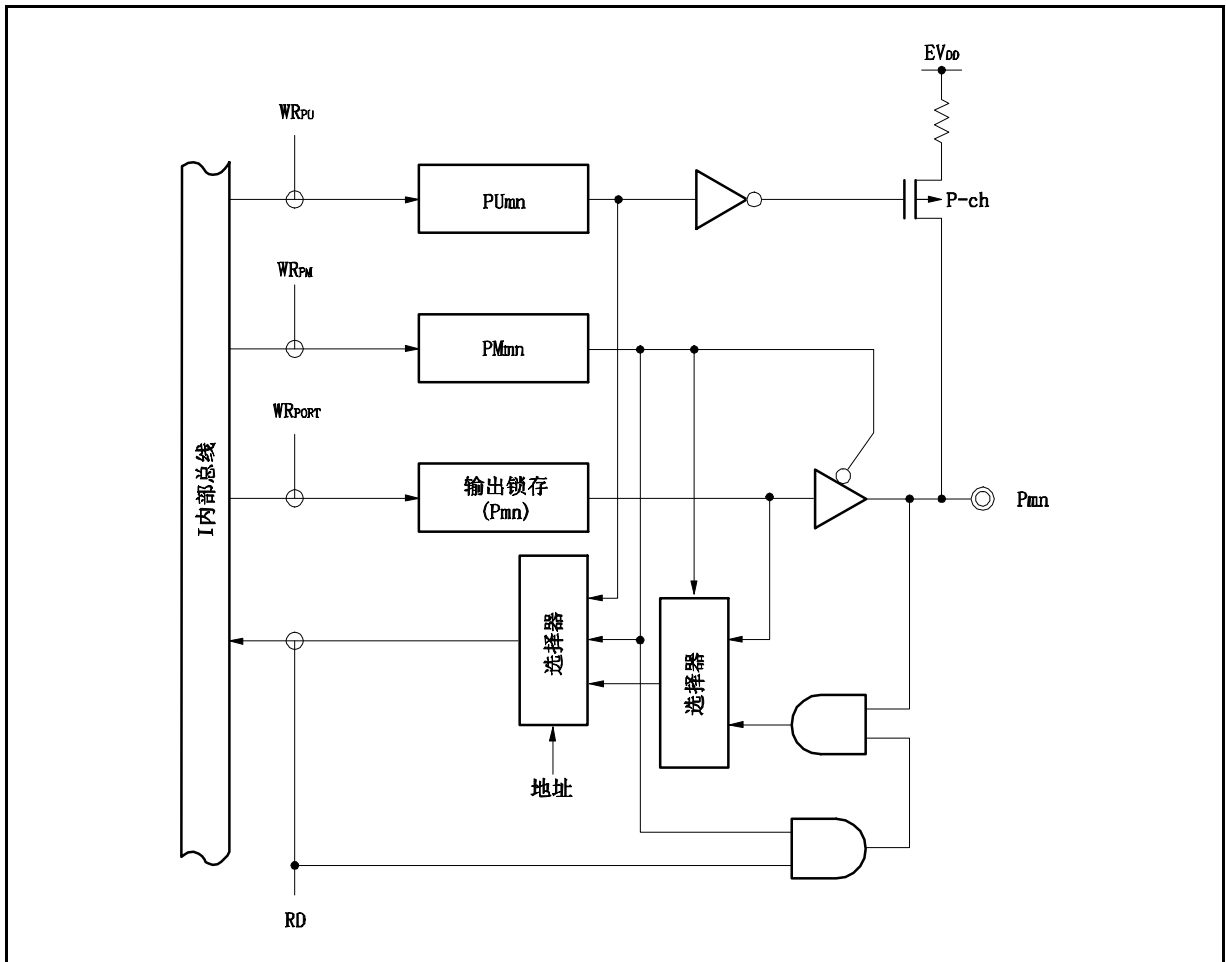 EVDD
WRPU
PUmn
P-ch
WRPM
PMmn
WRPORT
输出锁存
(Pmn)
Pmn
I内部总线
选择器
选择器
地址
RD